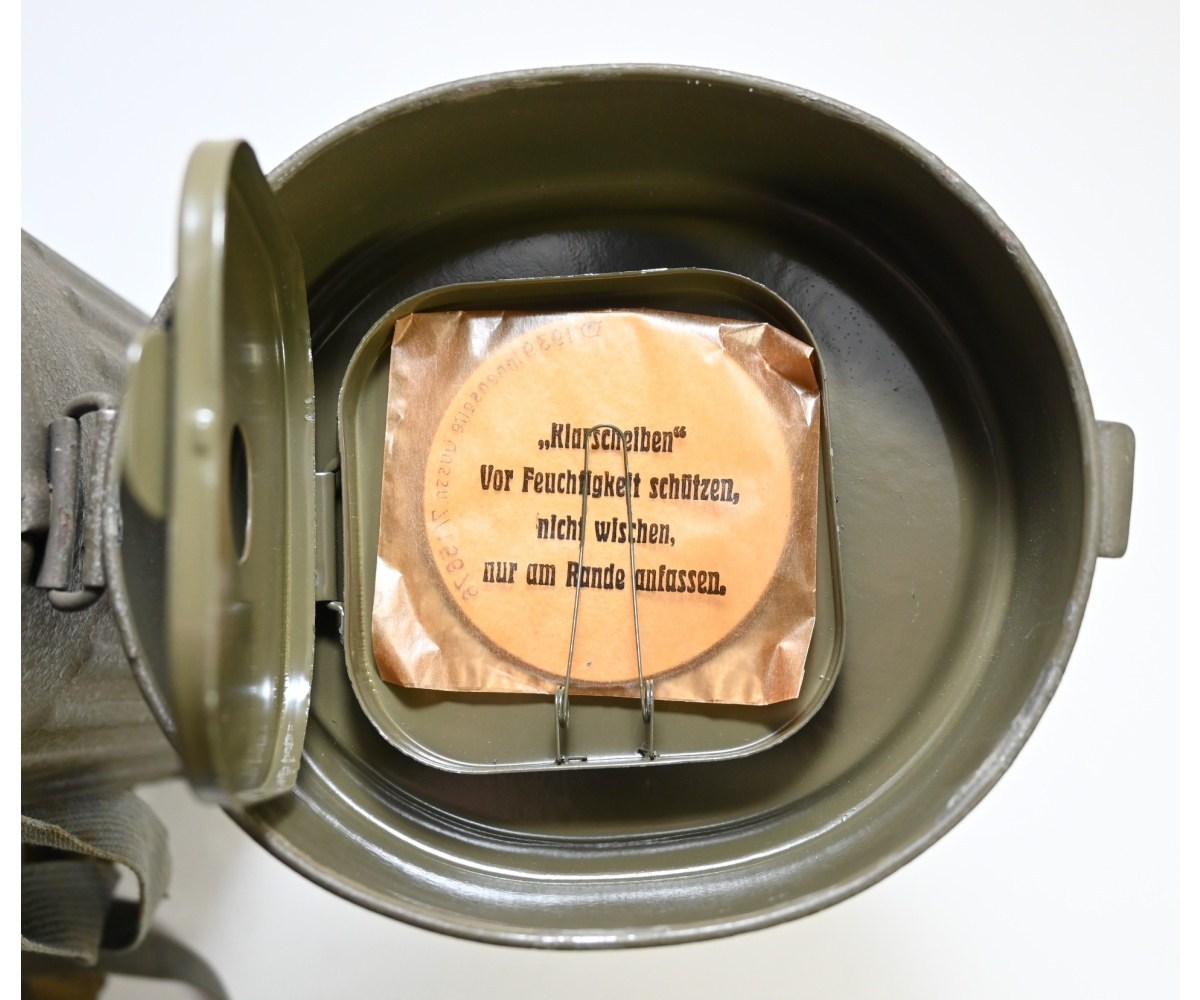 „Klarscheiben“
Vor Feuchtigkeit schützen,
nicht wischen,
nur am Rande anfassen.